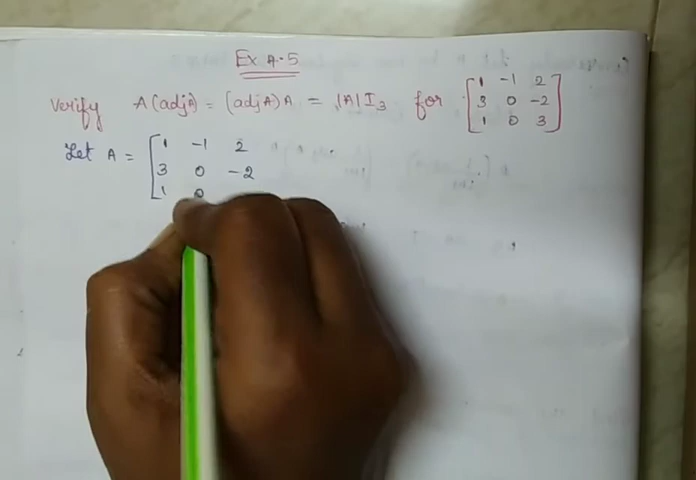 Ex 4.5
Verify A(adjA) = (adjA)A = |A|I₃ for [1 -1 2
3 0 -2
1 0 3]
Let A = [1 -1 2
3 0 -2
1 0